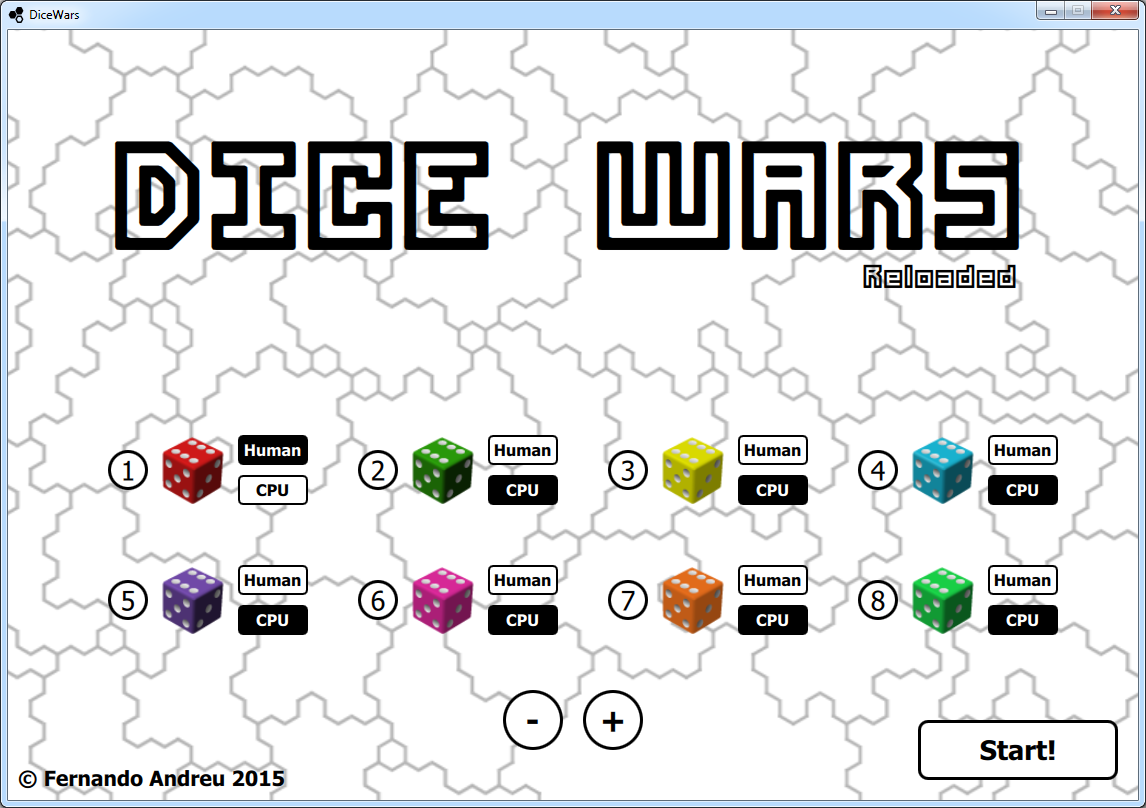 DiceWars
DICE WARS
Reloaded
1 Human CPU
2 Human CPU
3 Human CPU
4 Human CPU
5 Human CPU
6 Human CPU
7 Human CPU
8 Human CPU
- +
Start!
© Fernando Andreu 2015